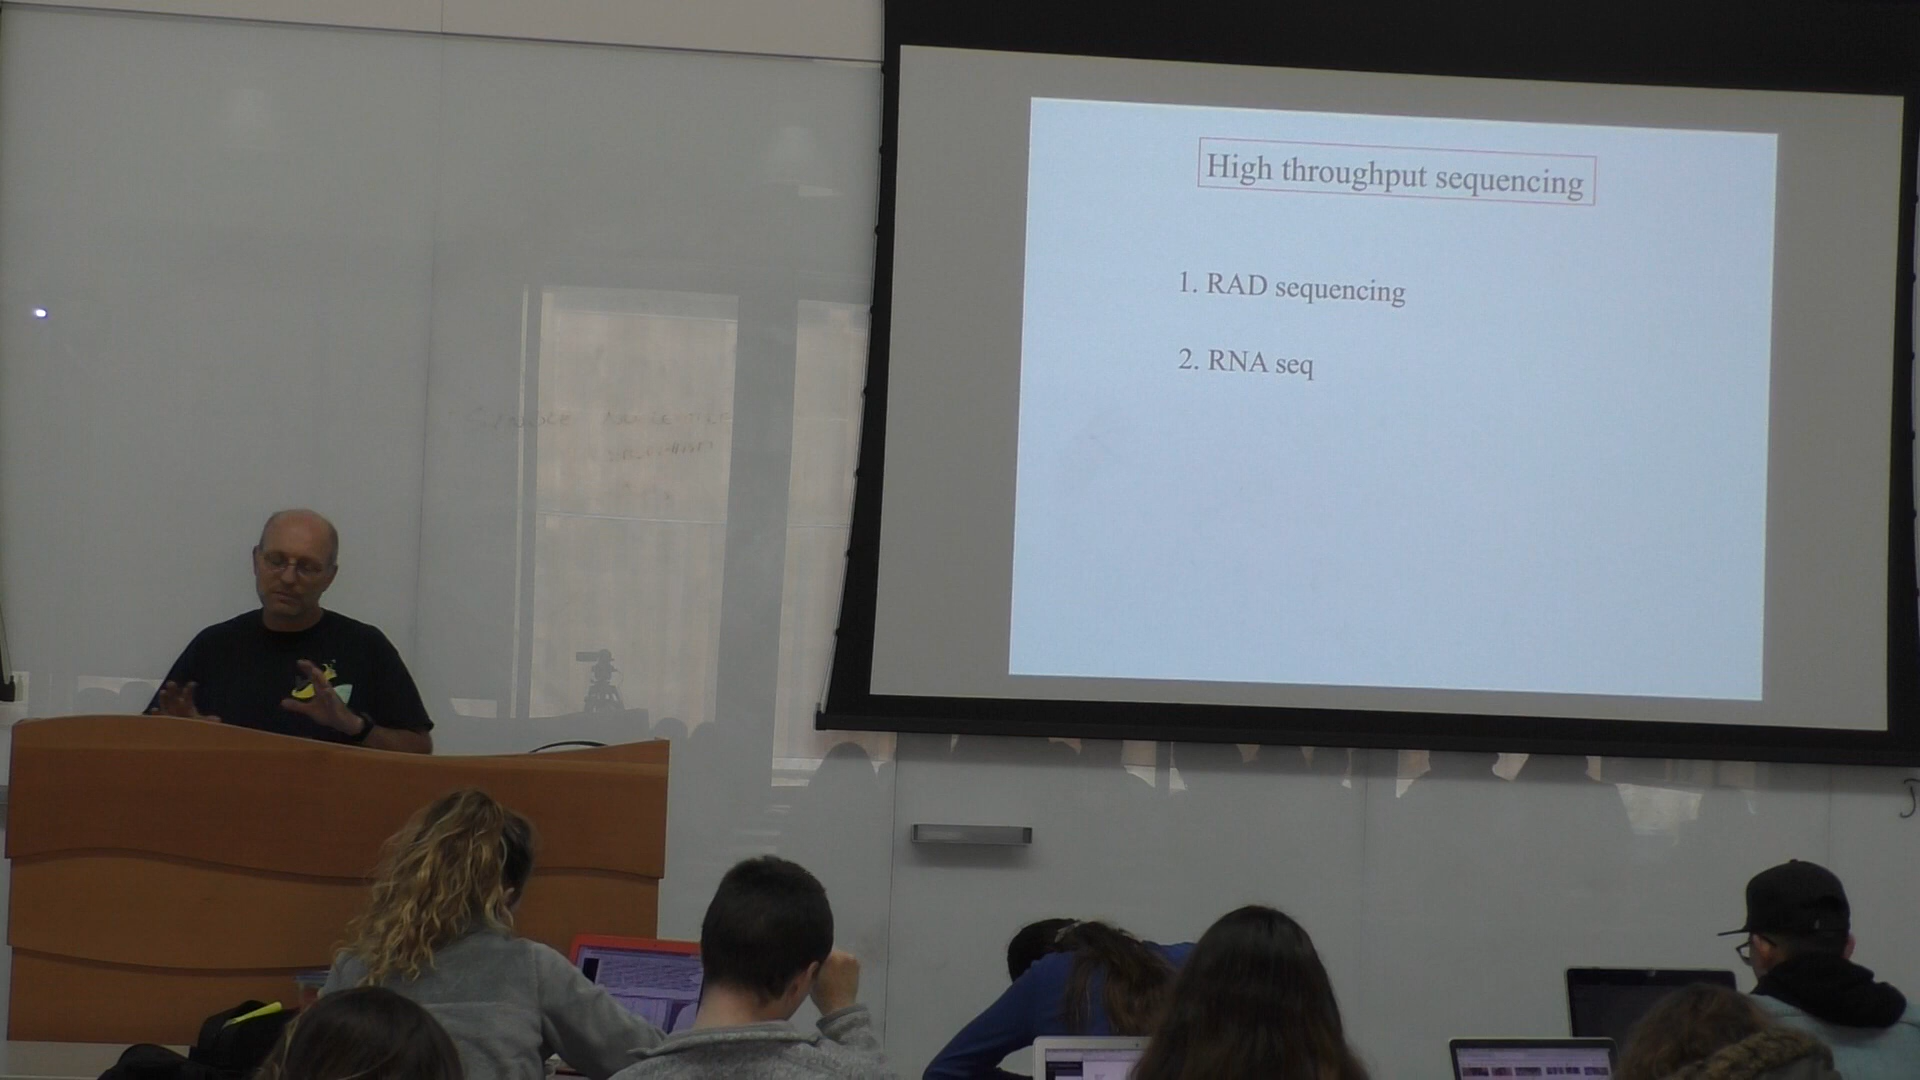 High throughput sequencing
1. RAD sequencing
2. RNA seq